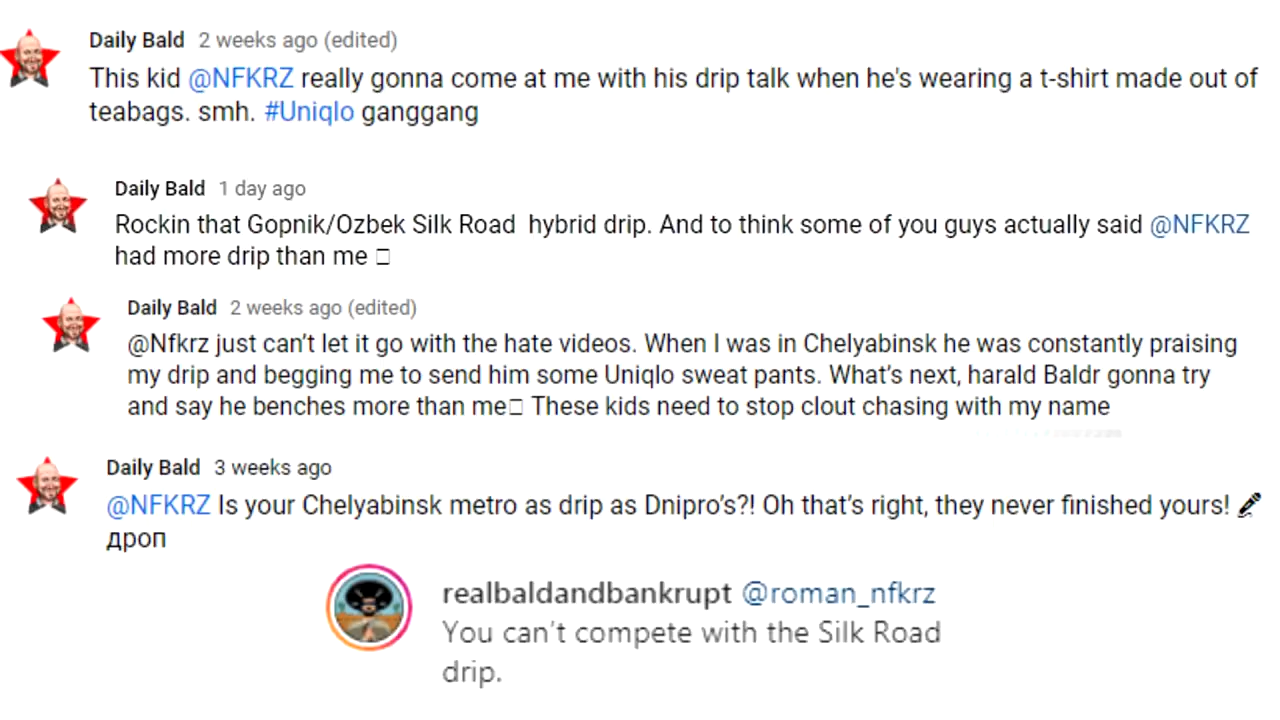 Daily Bald 2 weeks ago (edited)
This kid @NFKRZ really gonna come at me with his drip talk when he's wearing a t-shirt made out of
teabags. smh. #Uniqlo ganggang
Daily Bald 1 day ago
Rockin that Gopnik/Ozbek Silk Road hybrid drip. And to think some of you guys actually said @NFKRZ
had more drip than me □
Daily Bald 2 weeks ago (edited)
@Nfkrz just can’t let it go with the hate videos. When I was in Chelyabinsk he was constantly praising
my drip and begging me to send him some Uniqlo sweat pants. What’s next, harald Baldr gonna try
and say he benches more than me□ These kids need to stop clout chasing with my name
Daily Bald 3 weeks ago
@NFKRZ Is your Chelyabinsk metro as drip as Dnipro’s?! Oh that’s right, they never finished yours! 🎤
дроп
realbaldandbankrupt @roman_nfkrz
You can’t compete with the Silk Road
drip.